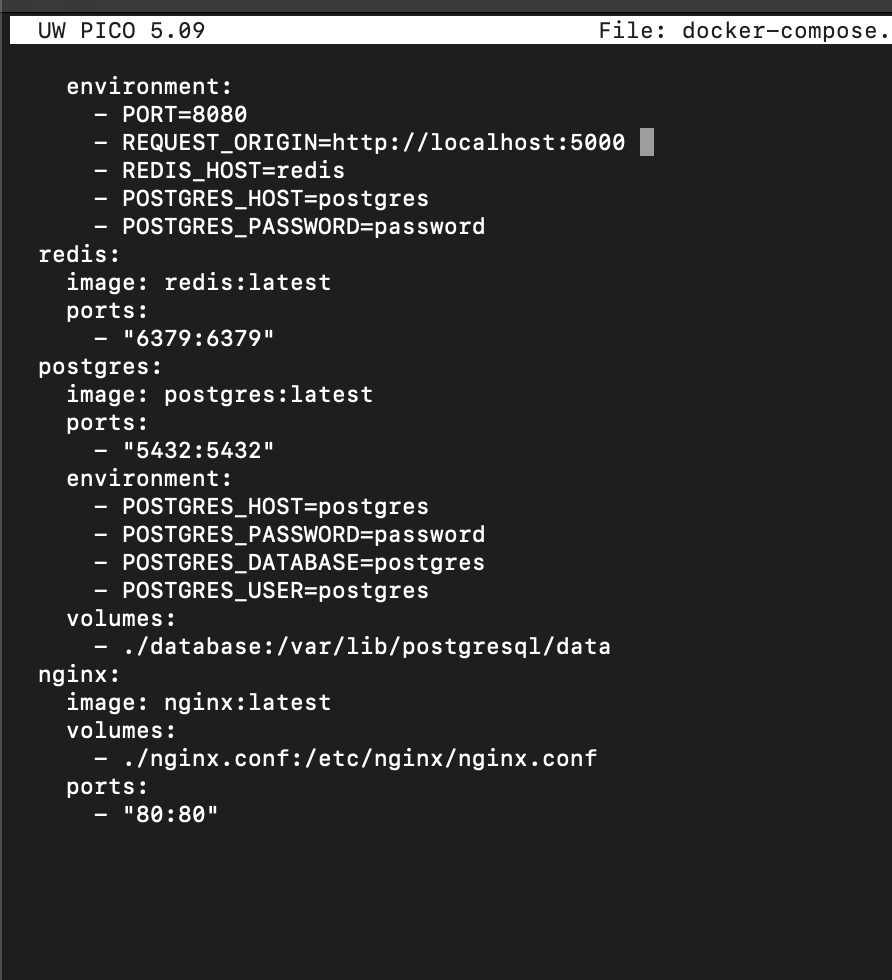 UW PICO 5.09 File: docker-compose.
environment:
- PORT=8080
- REQUEST_ORIGIN=http://localhost:5000
- REDIS_HOST=redis
- POSTGRES_HOST=postgres
- POSTGRES_PASSWORD=password
redis:
image: redis:latest
ports:
- "6379:6379"
postgres:
image: postgres:latest
ports:
- "5432:5432"
environment:
- POSTGRES_HOST=postgres
- POSTGRES_PASSWORD=password
- POSTGRES_DATABASE=postgres
- POSTGRES_USER=postgres
volumes:
- ./database:/var/lib/postgresql/data
nginx:
image: nginx:latest
volumes:
- ./nginx.conf:/etc/nginx/nginx.conf
ports:
- "80:80"